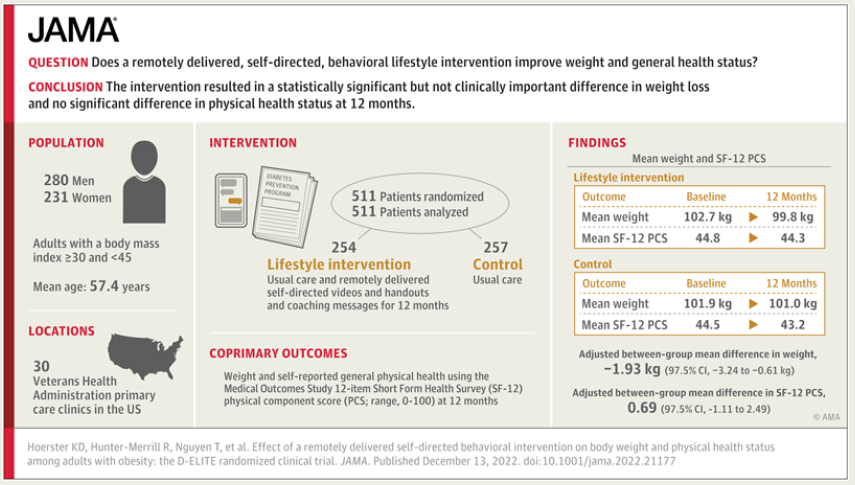 JAMA®
QUESTION Does a remotely delivered, self-directed, behavioral lifestyle intervention improve weight and general health status?
CONCLUSION The intervention resulted in a statistically significant but not clinically important difference in weight loss
and no significant difference in physical health status at 12 months.
POPULATION
280 Men
231 Women
Adults with a body mass
index ≥30 and <45
Mean age: 57.4 years
LOCATIONS
30
Veterans Health
Administration primary
care clinics in the US
INTERVENTION
DIABETES
PREVENTION
PROGRAM
511 Patients randomized
511 Patients analyzed
254
Lifestyle intervention
Usual care and remotely delivered
self-directed videos and handouts
and coaching messages for 12 months
257
Control
Usual care
COPRIMARY OUTCOMES
Weight and self-reported general physical health using the
Medical Outcomes Study 12-item Short Form Health Survey (SF-12)
physical component score (PCS; range, 0-100) at 12 months
FINDINGS
Mean weight and SF-12 PCS
Lifestyle intervention
Outcome Baseline 12 Months
Mean weight 102.7 kg 99.8 kg
Mean SF-12 PCS 44.8 44.3
Control
Outcome Baseline 12 Months
Mean weight 101.9 kg 101.0 kg
Mean SF-12 PCS 44.5 43.2
Adjusted between-group mean difference in weight,
−1.93 kg (97.5% CI, −3.24 to −0.61 kg)
Adjusted between-group mean difference in SF-12 PCS,
0.69 (97.5% CI, -1.11 to 2.49)
© AMA
Hoerster KD, Hunter-Merrill R, Nguyen T, et al. Effect of a remotely delivered self-directed behavioral intervention on body weight and physical health status
among adults with obesity: the D-ELITE randomized clinical trial. JAMA. Published December 13, 2022. doi:10.1001/jama.2022.21177